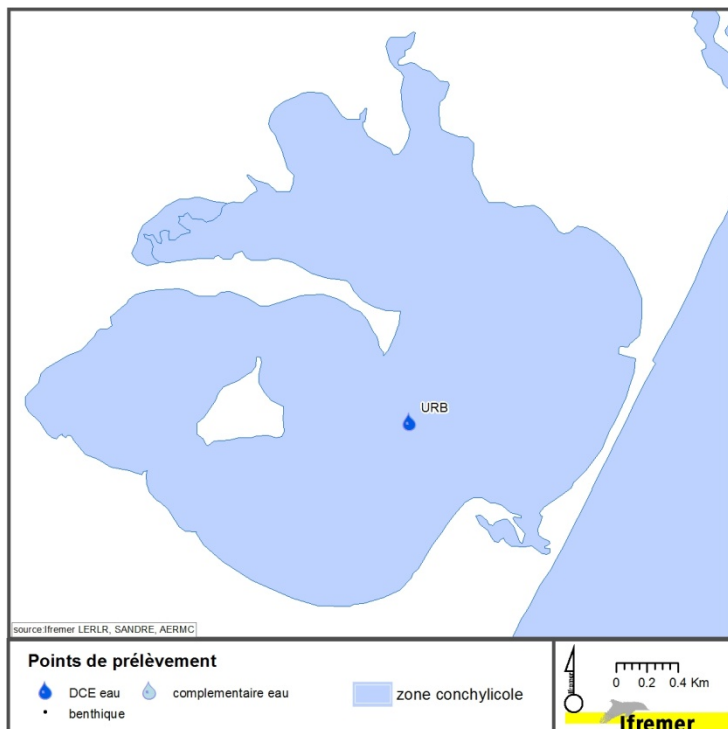 URB
source:Ifremer LERLR, SANDRE, AERMC
Points de prélèvement
DCE eau
complementaire eau
zone conchylicole
benthique
0 0.2 0.4 Km
Ifremer